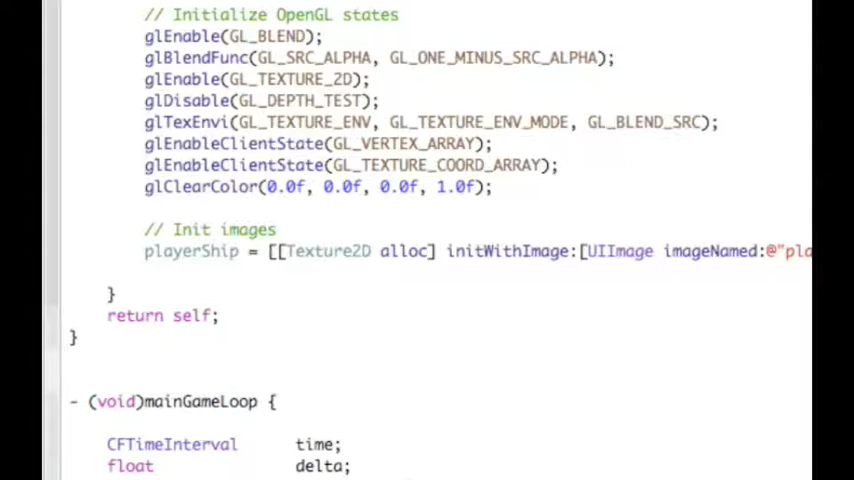 // Initialize OpenGL states
glEnable(GL_BLEND);
glBlendFunc(GL_SRC_ALPHA, GL_ONE_MINUS_SRC_ALPHA);
glEnable(GL_TEXTURE_2D);
glDisable(GL_DEPTH_TEST);
glTexEnvi(GL_TEXTURE_ENV, GL_TEXTURE_ENV_MODE, GL_BLEND_SRC);
glEnableClientState(GL_VERTEX_ARRAY);
glEnableClientState(GL_TEXTURE_COORD_ARRAY);
glClearColor(0.0f, 0.0f, 0.0f, 1.0f);
// Init images
playerShip = [[Texture2D alloc] initWithImage:[UIImage imageNamed:@"pla
}
return self;
}
- (void)mainGameLoop {
CFTimeInterval time;
float delta;